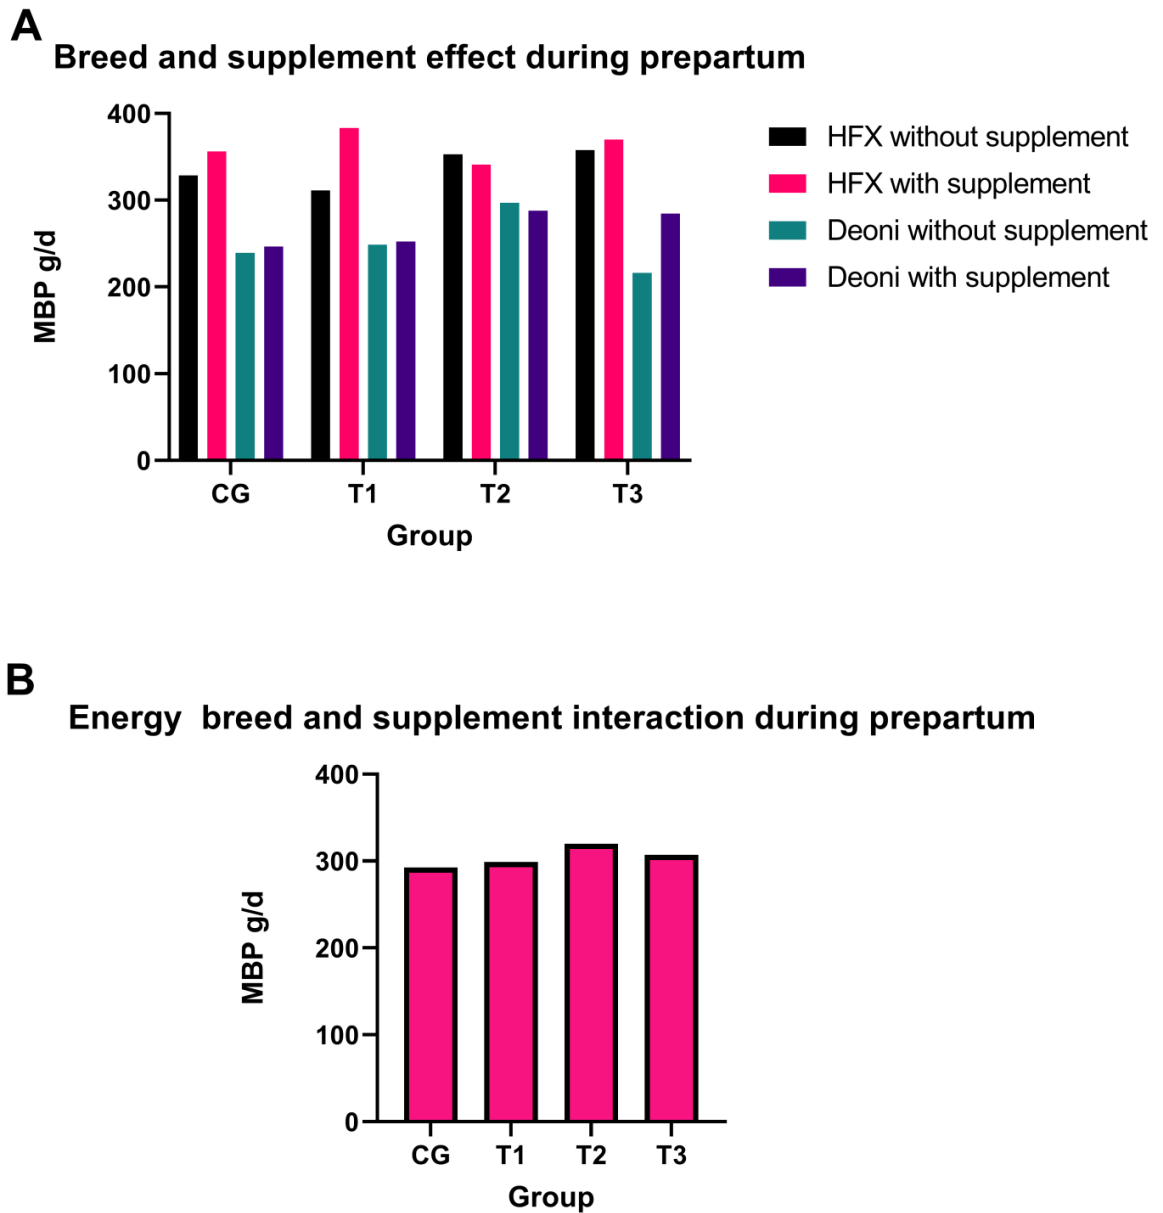 A
Breed and supplement effect during prepartum
400
300
200
100
0
MBP g/d
CG T1 T2 T3
Group
HFX without supplement
HFX with supplement
Deoni without supplement
Deoni with supplement
B
Energy  breed and supplement interaction during prepartum
400
300
200
100
0
MBP g/d
CG T1 T2 T3
Group